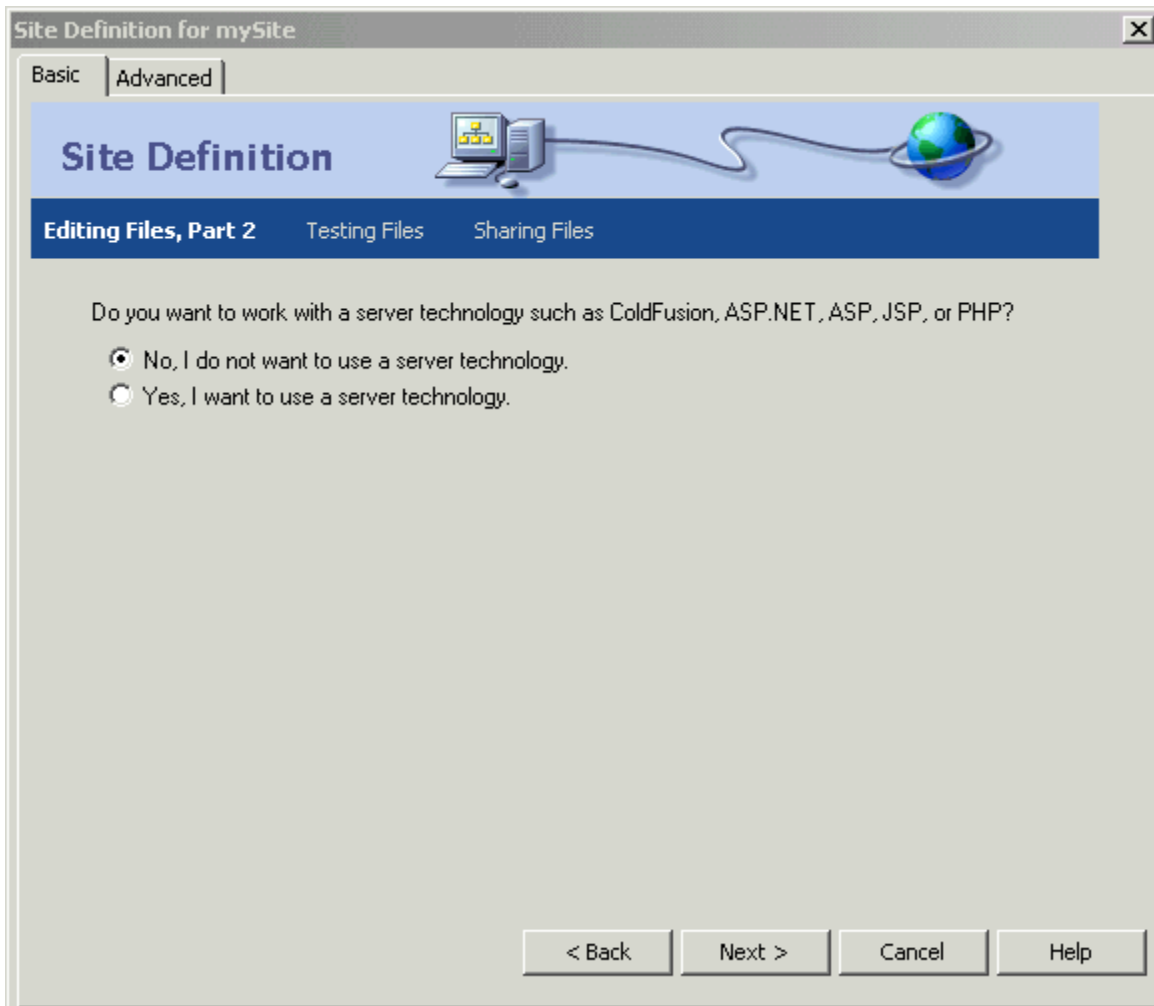 Site Definition for mySite
Basic Advanced
Site Definition
Editing Files, Part 2 Testing Files Sharing Files
Do you want to work with a server technology such as ColdFusion, ASP.NET, ASP, JSP, or PHP?
No, I do not want to use a server technology.
Yes, I want to use a server technology.
< Back Next > Cancel Help